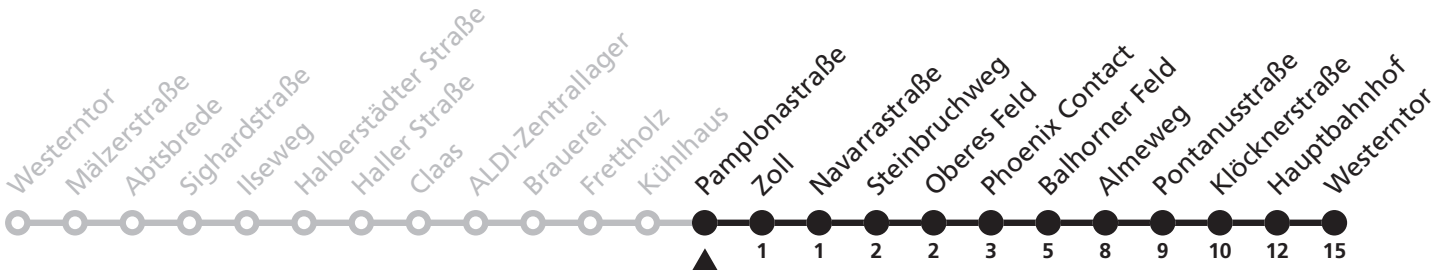 Westerntor
Mälzerstraße
Abtsbrede
Sighardstraße
Ilseweg
Halberstädter Straße
Haller Straße
Claas
ALDI-Zentrallager
Brauerei
Frettholz
Kühlhaus
Pamplonastraße
Zoll
Navarrastraße
Steinbruchweg
Oberes Feld
Phoenix Contact
Balhorner Feld
Almeweg
Pontanusstraße
Klöcknerstraße
Hauptbahnhof
Westerntor
1 1 2 2 3 5 8 9 10 12 15